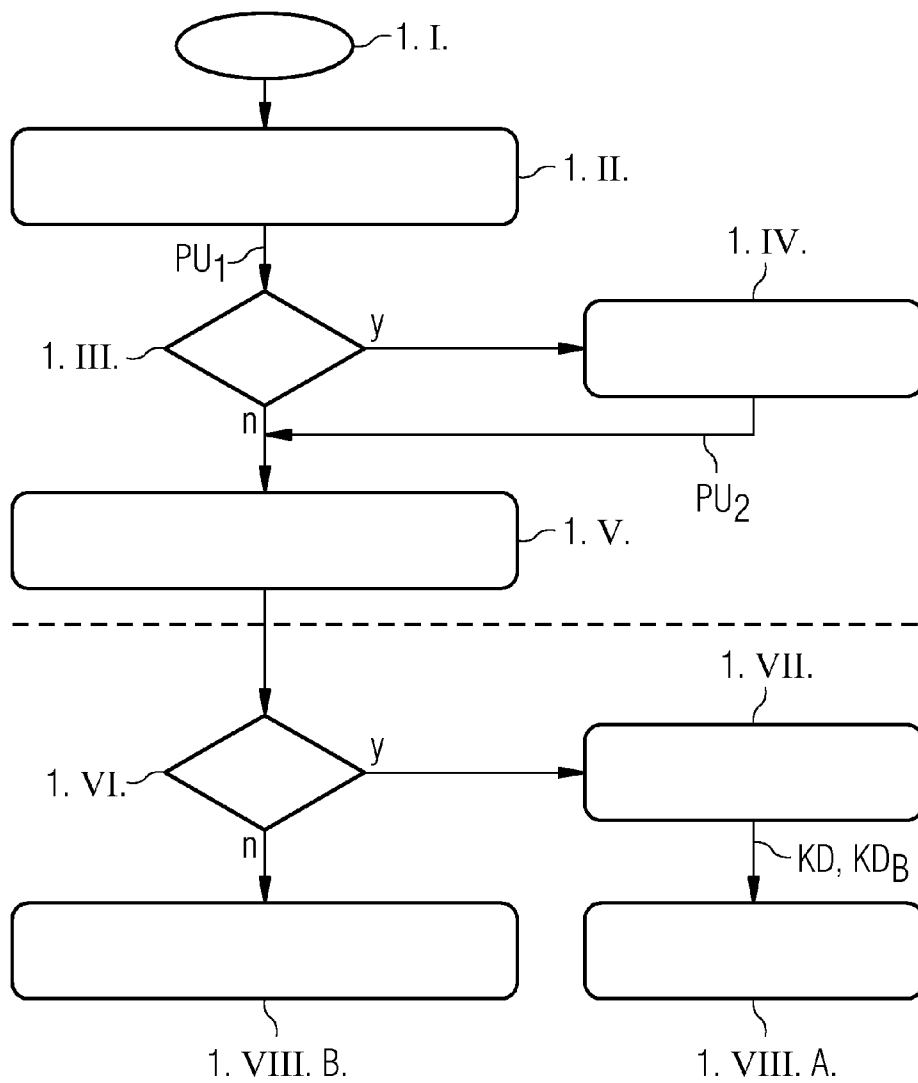 1. I.
1. II.
PU1
1. IV.
y
1. III.
n
PU2
1. V.
1. VII.
y
1. VI.
n
KD, KDB
1. VIII. B.
1. VIII. A.